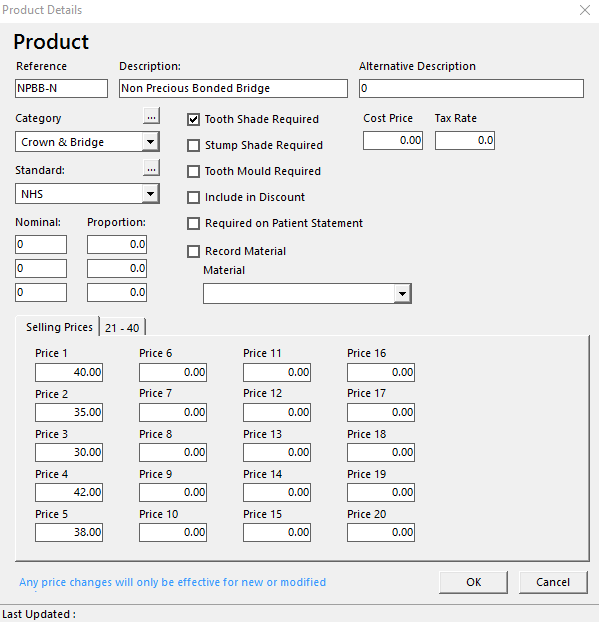 Product Details
Product
Reference Description: Alternative Description
NPBB-N Non Precious Bonded Bridge 0
Category ... Tooth Shade Required Cost Price Tax Rate
Crown & Bridge Stump Shade Required 0.00 0.0
Standard: ... Tooth Mould Required
NHS Include in Discount
Nominal: Proportion: Required on Patient Statement
0 0.0 Record Material
0 0.0 Material
0 0.0
Selling Prices 21 - 40
Price 1 Price 6 Price 11 Price 16
40.00 0.00 0.00 0.00
Price 2 Price 7 Price 12 Price 17
35.00 0.00 0.00 0.00
Price 3 Price 8 Price 13 Price 18
30.00 0.00 0.00 0.00
Price 4 Price 9 Price 14 Price 19
42.00 0.00 0.00 0.00
Price 5 Price 10 Price 15 Price 20
38.00 0.00 0.00 0.00
Any price changes will only be effective for new or modified OK Cancel
Last Updated :